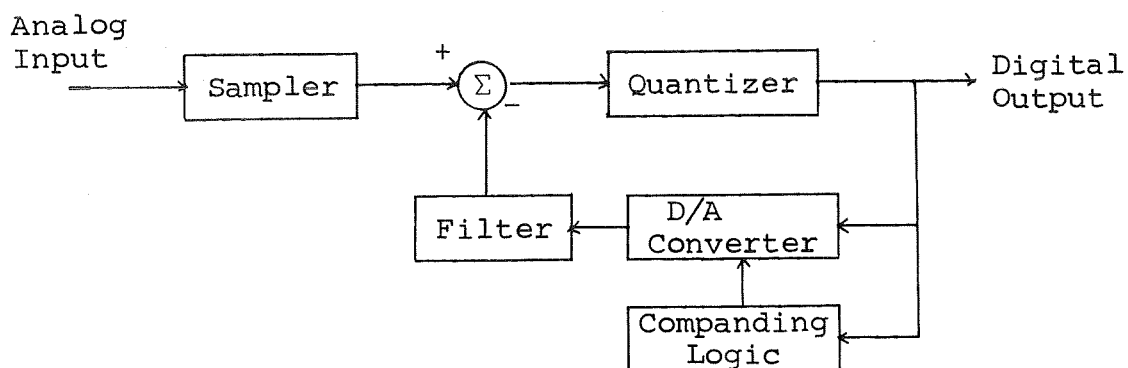 Analog
Input
Sampler
+
Σ
−
Quantizer
Digital
Output
Filter
D/A
Converter
Companding
Logic